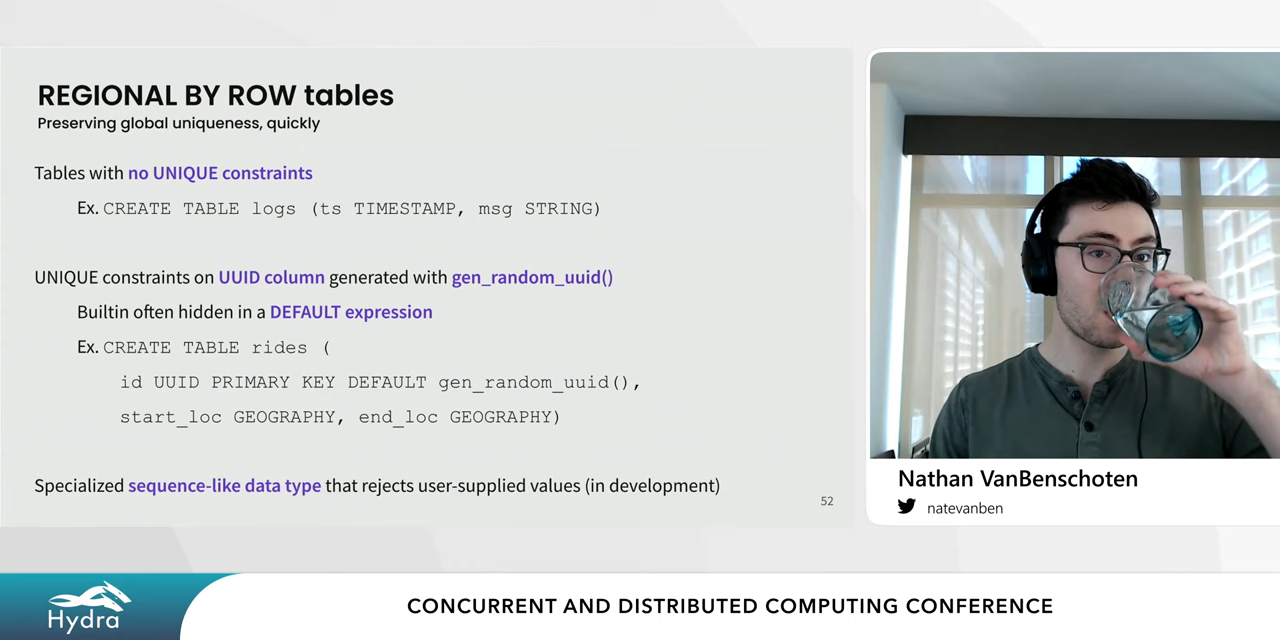 REGIONAL BY ROW tables
Preserving global uniqueness, quickly
Tables with no UNIQUE constraints
Ex. CREATE TABLE logs (ts TIMESTAMP, msg STRING)
UNIQUE constraints on UUID column generated with gen_random_uuid()
Builtin often hidden in a DEFAULT expression
Ex. CREATE TABLE rides (
id UUID PRIMARY KEY DEFAULT gen_random_uuid(),
start_loc GEOGRAPHY, end_loc GEOGRAPHY)
Specialized sequence-like data type that rejects user-supplied values (in development)
52
Nathan VanBenschoten
natevanben
Hydra
CONCURRENT AND DISTRIBUTED COMPUTING CONFERENCE